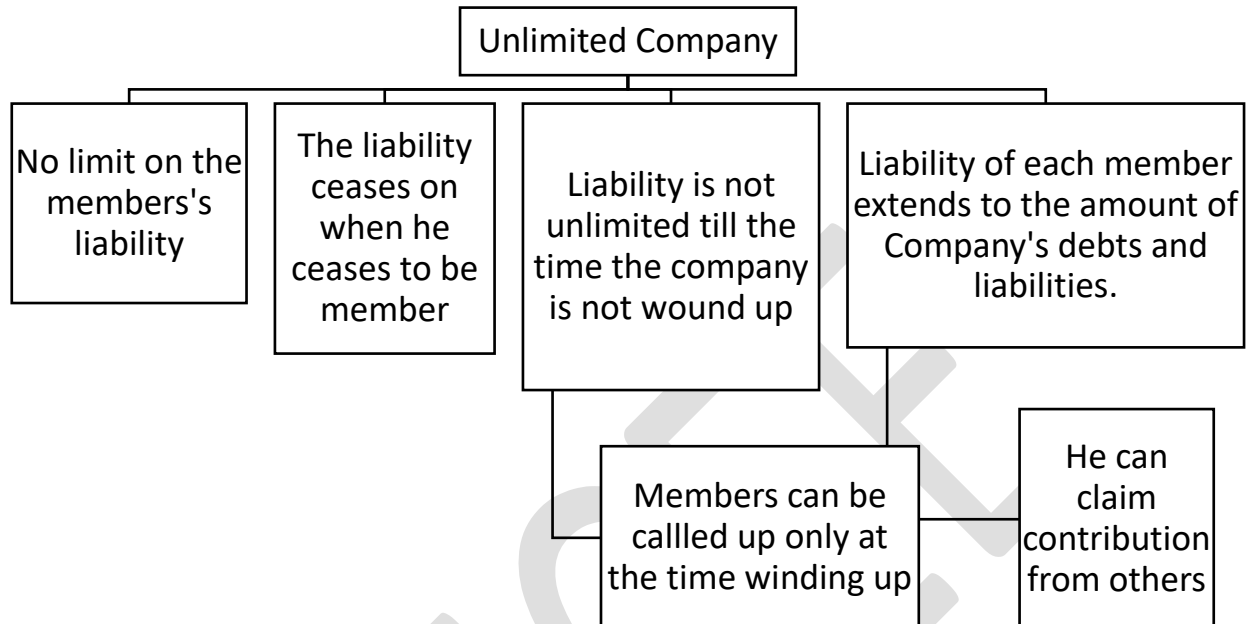 Unlimited Company
No limit on the
members's
liability
The liability
ceases on
when he
ceases to be
member
Liability is not
unlimited till the
time the company
is not wound up
Liability of each member
extends to the amount of
Company's debts and
liabilities.
Members can be
callled up only at
the time winding up
He can
claim
contribution
from others